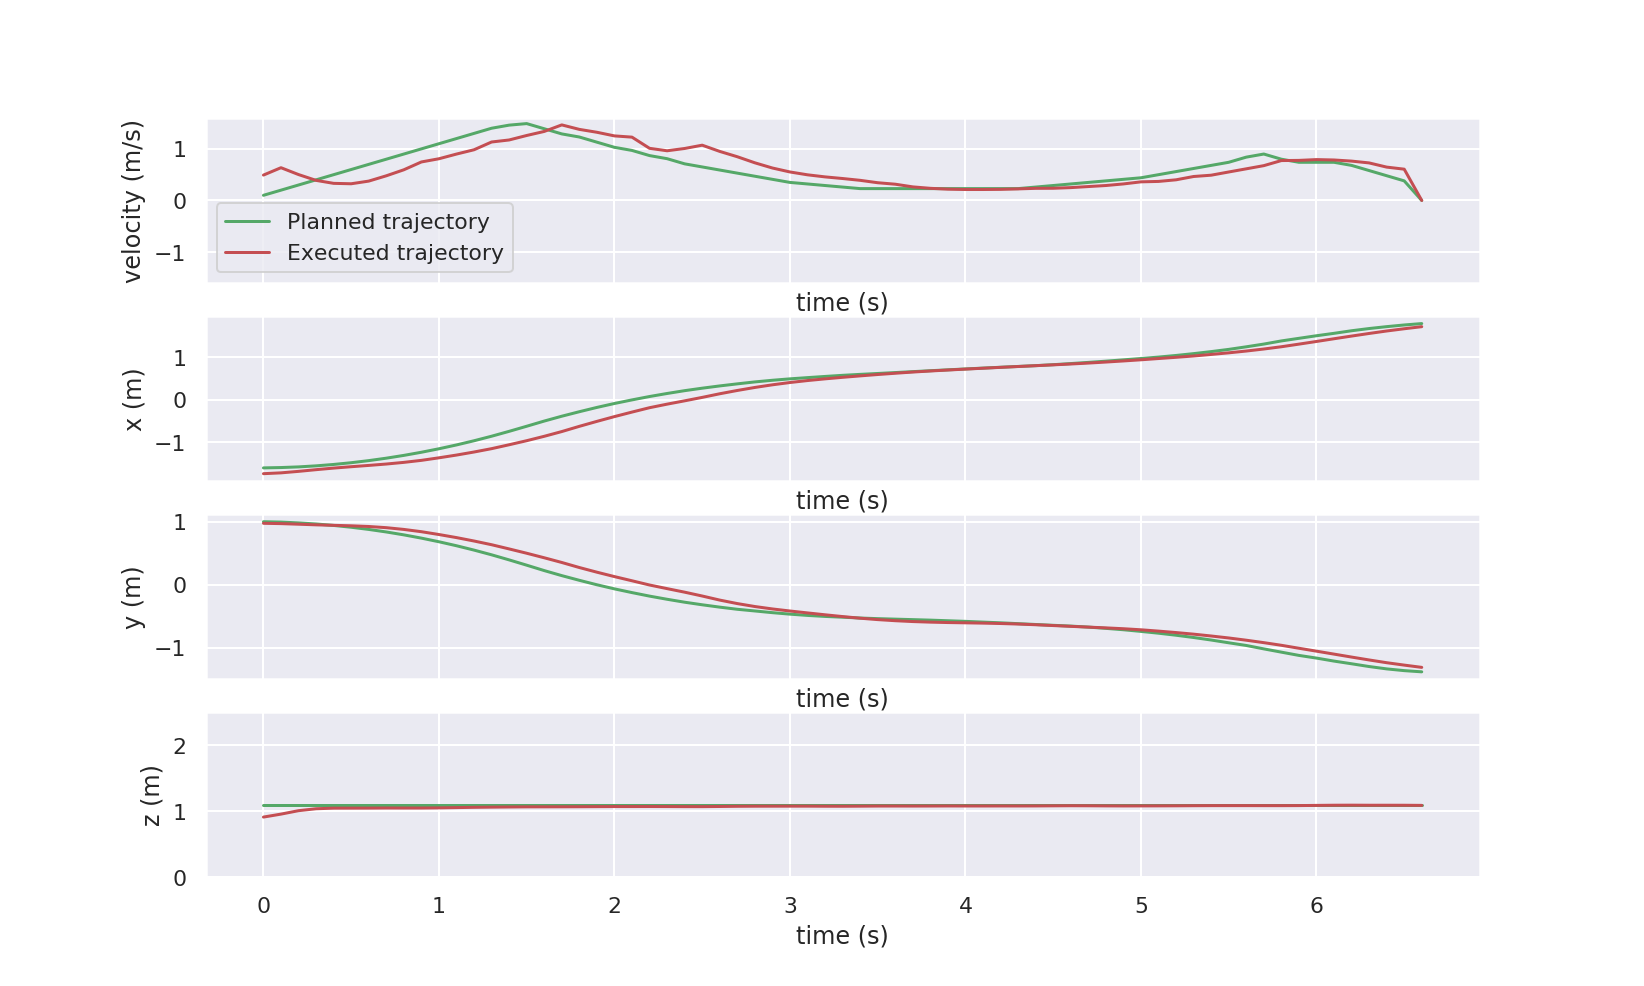 velocity (m/s)
1
0
−1
Planned trajectory
Executed trajectory
time (s)
x (m)
1
0
−1
time (s)
y (m)
1
0
−1
time (s)
z (m)
2
1
0
0 1 2 3 4 5 6
time (s)